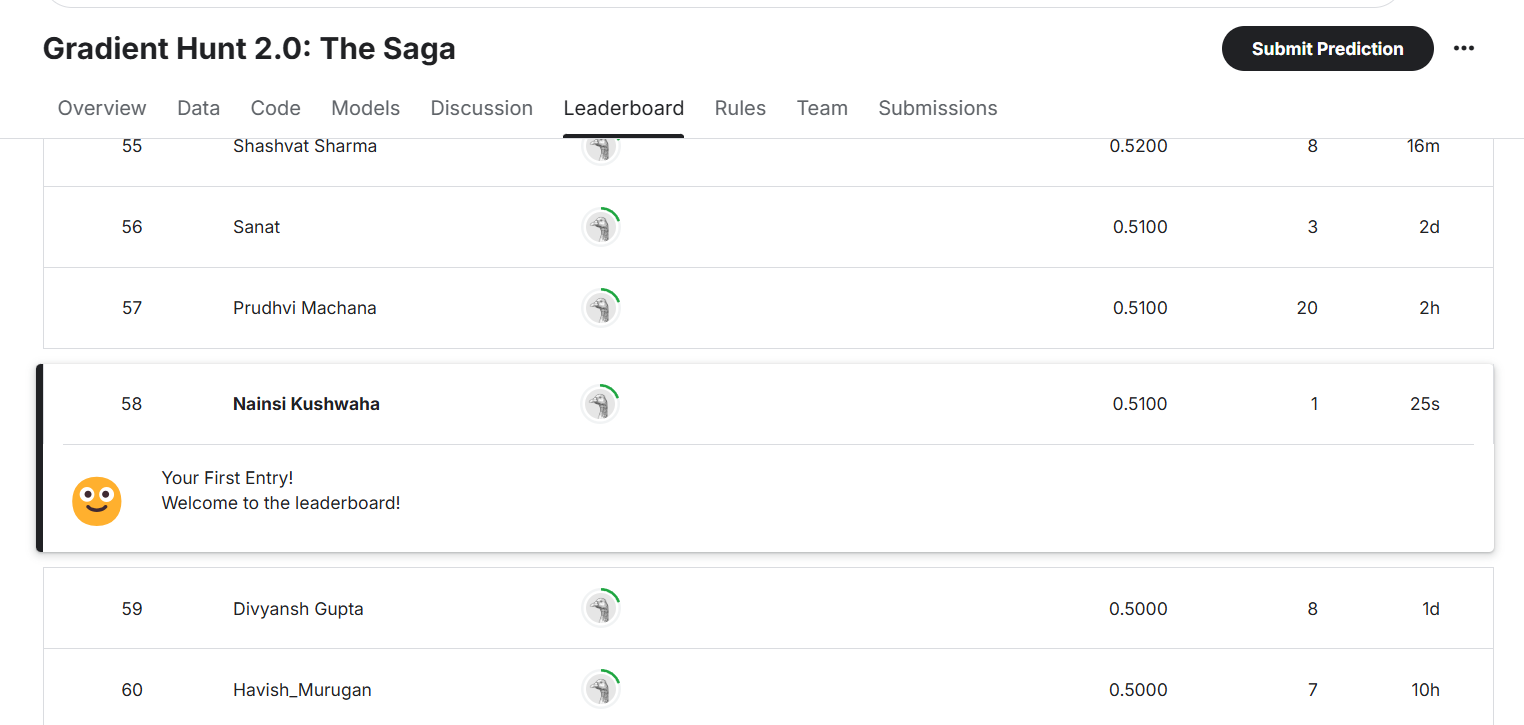 Gradient Hunt 2.0: The Saga
Submit Prediction
Overview Data Code Models Discussion Leaderboard Rules Team Submissions
55 Shashvat Sharma 0.5200 8 16m
56 Sanat 0.5100 3 2d
57 Prudhvi Machana 0.5100 20 2h
58 Nainsi Kushwaha 0.5100 1 25s
Your First Entry!
Welcome to the leaderboard!
59 Divyansh Gupta 0.5000 8 1d
60 Havish_Murugan 0.5000 7 10h